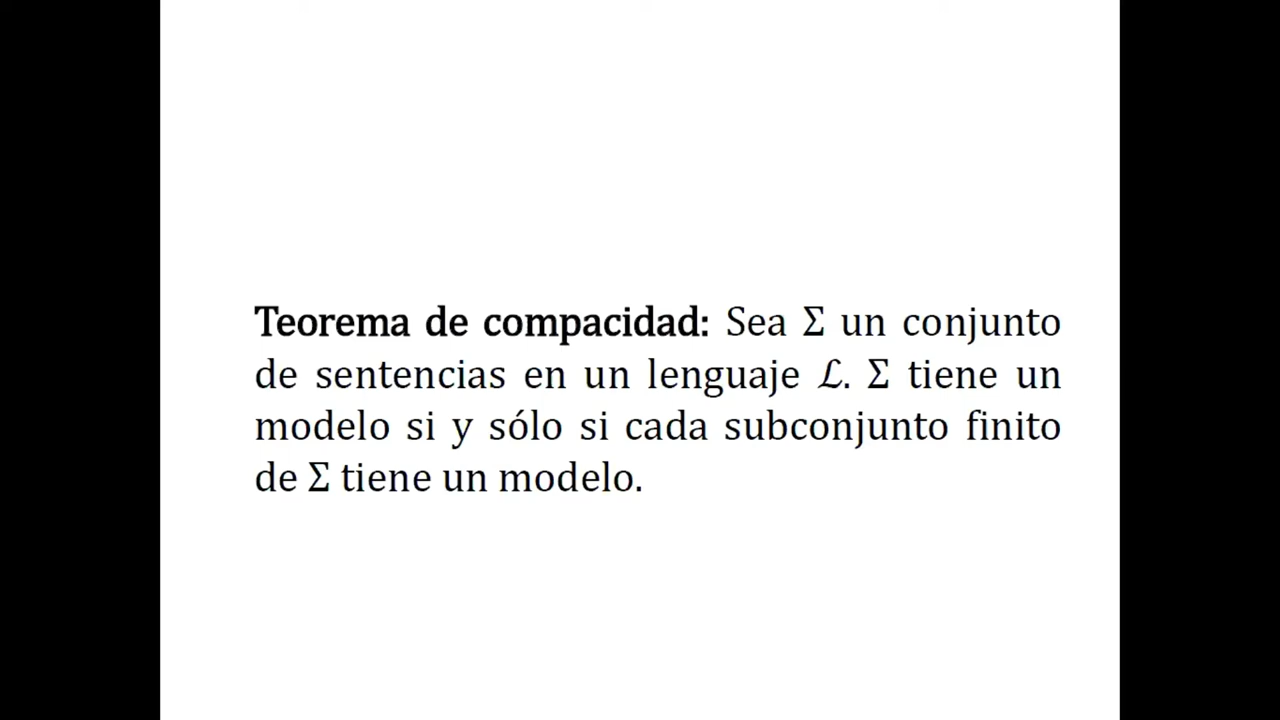 Teorema de compacidad: Sea Σ un conjunto
de sentencias en un lenguaje ℒ. Σ tiene un
modelo si y sólo si cada subconjunto finito
de Σ tiene un modelo.